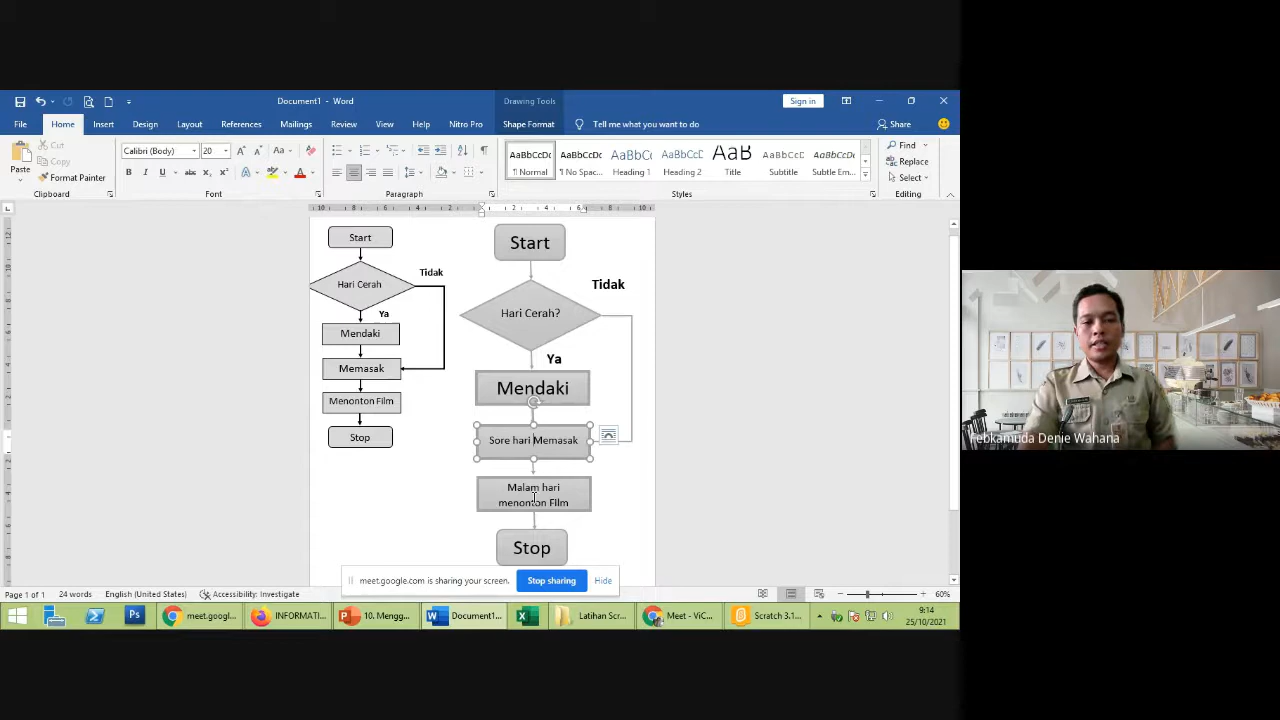 Document1 - Word
Drawing Tools
Sign in
File
Home
Insert
Design
Layout
References
Mailings
Review
View
Help
Nitro Pro
Shape Format
Tell me what you want to do
Share
Paste
Cut
Copy
Format Painter
Clipboard
Calibri (Body)
20
Font
Paragraph
AaBbCcDc
¶ Normal
AaBbCcDc
¶ No Spac...
AaBbCc
Heading 1
AaBbCcC
Heading 2
AaB
Title
AaBbCcD
Subtitle
AaBbCcDc
Subtle Em...
Styles
Find
Replace
Select
Editing
Start
Hari Cerah
Tidak
Ya
Mendaki
Memasak
Menonton Film
Stop
Start
Hari Cerah?
Tidak
Ya
Mendaki
Sore hari Memasak
Malam hari
menonton Film
Stop
meet.google.com is sharing your screen.
Stop sharing
Hide
Page 1 of 1
24 words
English (United States)
Accessibility: Investigate
60%
meet.googl...
INFORMATI...
10. Mengg...
Document1...
Latihan Scr...
Meet - ViC...
Scratch 3.1...
9:14
25/10/2021
Febkamuda Denie Wahana